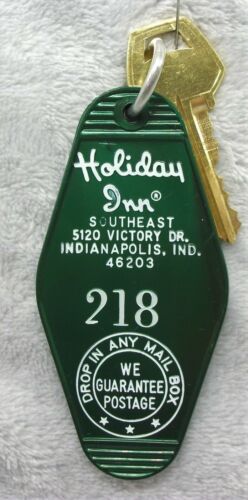 Holiday
Inn®
SOUTHEAST
5120 VICTORY DR.
INDIANAPOLIS, IND.
46203
218
DROP IN ANY MAIL BOX
WE
GUARANTEE
POSTAGE